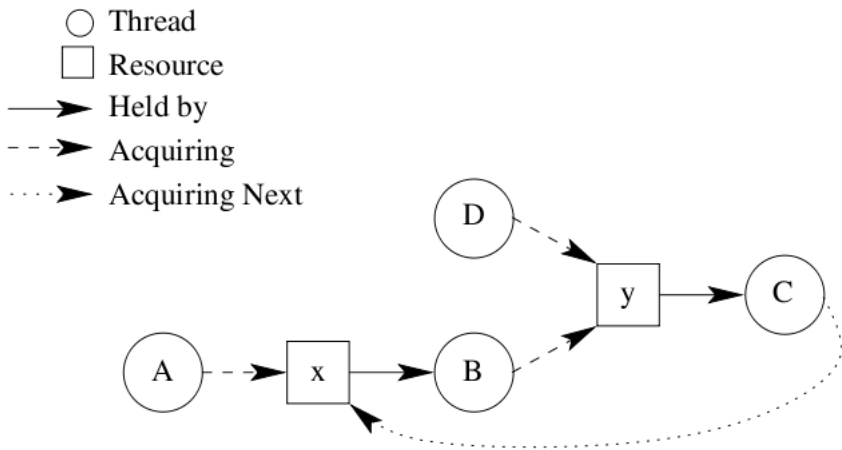 Thread
Resource
Held by
Acquiring
Acquiring Next
D
y
C
A
x
B